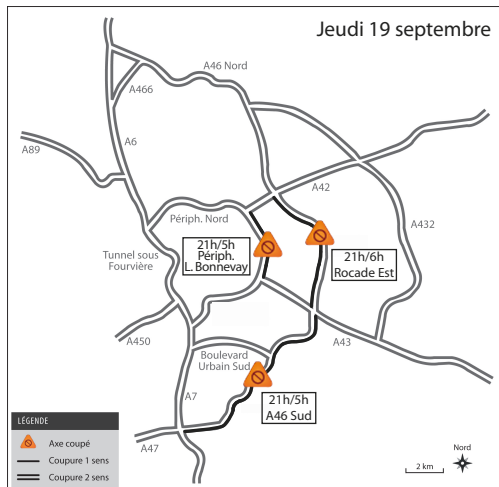 Jeudi 19 septembre
A46 Nord
A466
A6
A89
A42
A432
Périph. Nord
21h/5h
Périph.
L. Bonnevay
21h/6h
Rocade Est
Tunnel sous
Fourvière
A450
A43
Boulevard
Urbain Sud
A7
21h/5h
A46 Sud
A47
LÉGENDE
Axe coupé
Coupure 1 sens
Coupure 2 sens
2 km
Nord